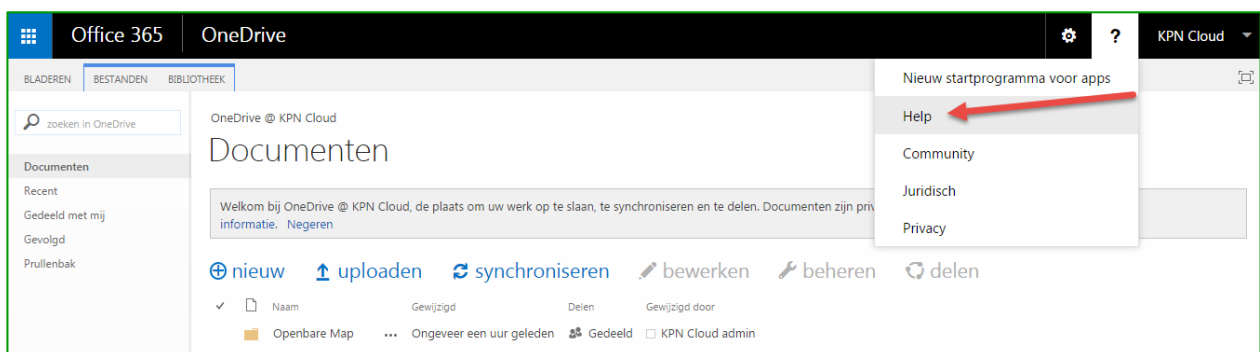 Office 365 OneDrive ? KPN Cloud
BLADEREN BESTANDEN BIBLIOTHEEK
Nieuw startprogramma voor apps
Help
Community
Juridisch
Privacy
zoeken in OneDrive
Documenten
Recent
Gedeeld met mij
Gevolgd
Prullenbak
OneDrive @ KPN Cloud
Documenten
Welkom bij OneDrive @ KPN Cloud, de plaats om uw werk op te slaan, te synchroniseren en te delen. Documenten zijn
informatie. Negeren
nieuw uploaden synchroniseren bewerken beheren delen
Naam Gewijzigd Delen Gewijzigd door
Openbare Map ... Ongeveer een uur geleden Gedeeld KPN Cloud admin